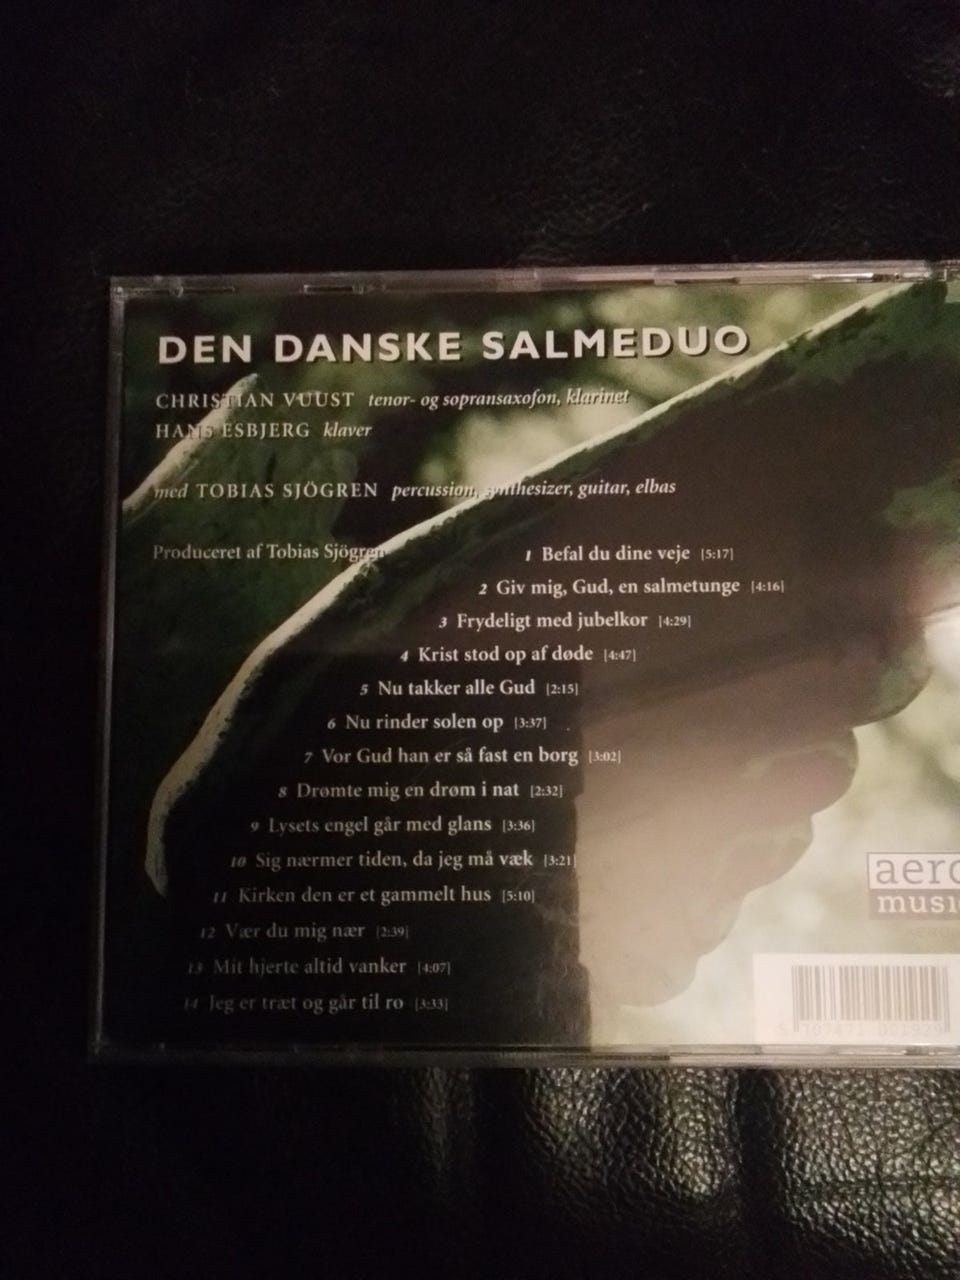 DEN DANSKE SALMEDUO
CHRISTIAN VUUST tenor- og sopransaxofon, klarinet
HANS ESBJERG klaver
med TOBIAS SJÖGREN percussion, synthesizer, guitar, elbas
Produceret af Tobias Sjögren
1 Befal du dine veje [5:17]
2 Giv mig, Gud, en salmetunge [4:16]
3 Frydeligt med jubelkor [4:29]
4 Krist stod op af døde [4:47]
5 Nu takker alle Gud [2:15]
6 Nu rinder solen op [3:37]
7 Vor Gud han er så fast en borg [3:02]
8 Drømte mig en drøm i nat [2:32]
9 Lysets engel går med glans [3:36]
10 Sig nærmer tiden, da jeg må væk [3:21]
11 Kirken den er et gammelt hus [5:10]
12 Vær du mig nær [2:39]
13 Mit hjerte altid vanker [4:07]
14 Jeg er træt og går til ro [3:33]
aero
music
5 707471 001929